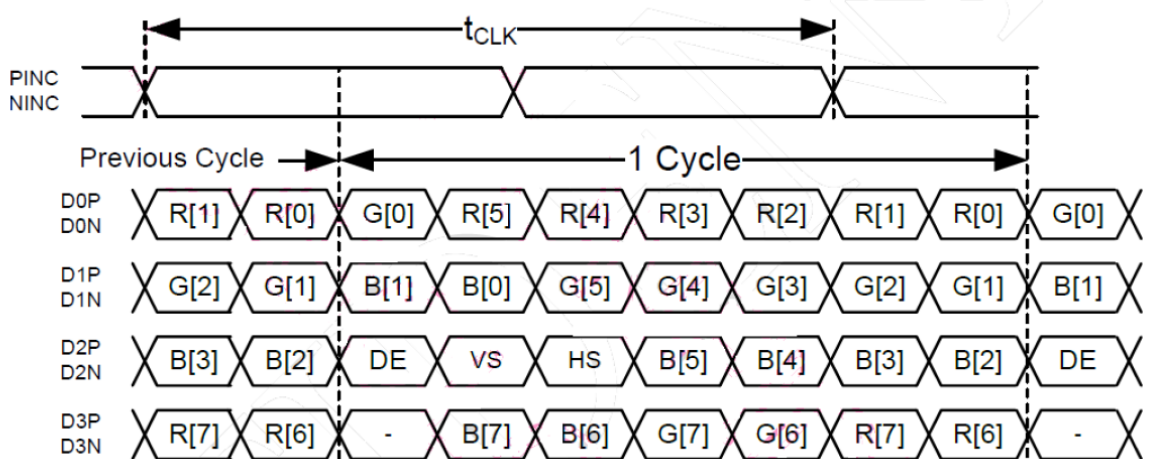 tCLK
PINC
NINC
Previous Cycle
1 Cycle
D0P
D0N
R[1] R[0] G[0] R[5] R[4] R[3] R[2] R[1] R[0] G[0]
D1P
D1N
G[2] G[1] B[1] B[0] G[5] G[4] G[3] G[2] G[1] B[1]
D2P
D2N
B[3] B[2] DE VS HS B[5] B[4] B[3] B[2] DE
D3P
D3N
R[7] R[6] - B[7] B[6] G[7] G[6] R[7] R[6] -